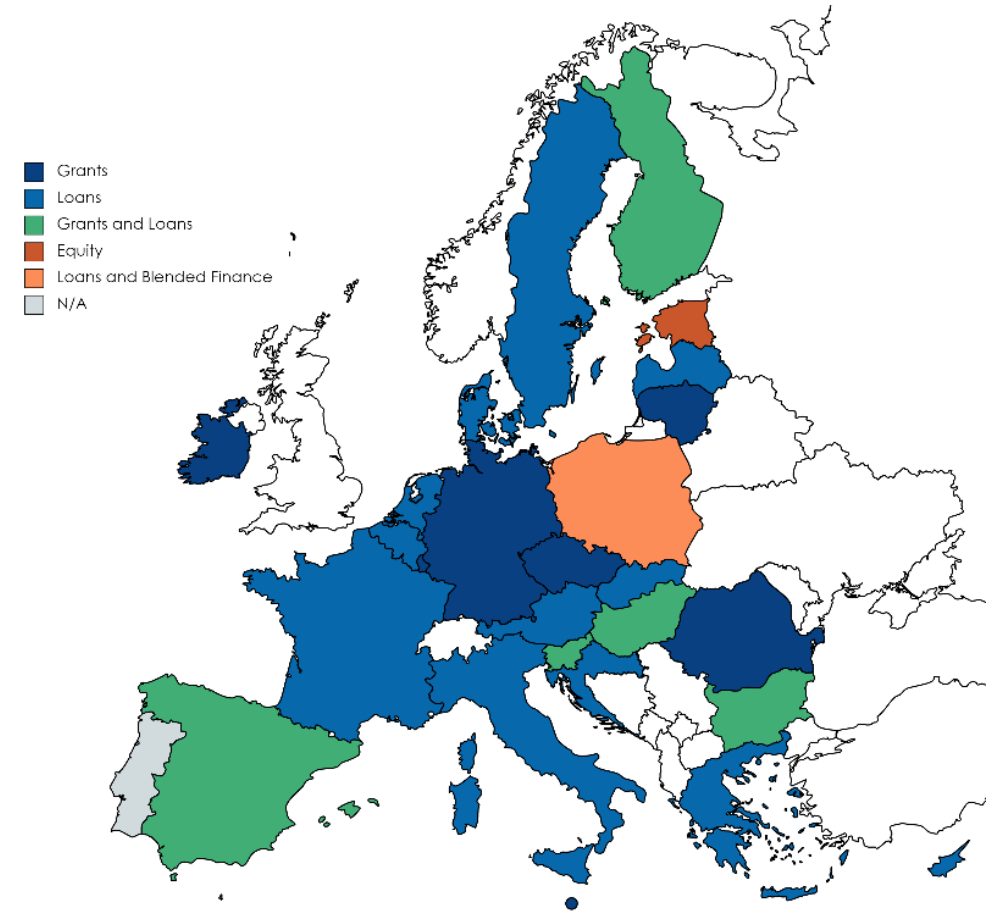 Grants
Loans
Grants and Loans
Equity
Loans and Blended Finance
N/A